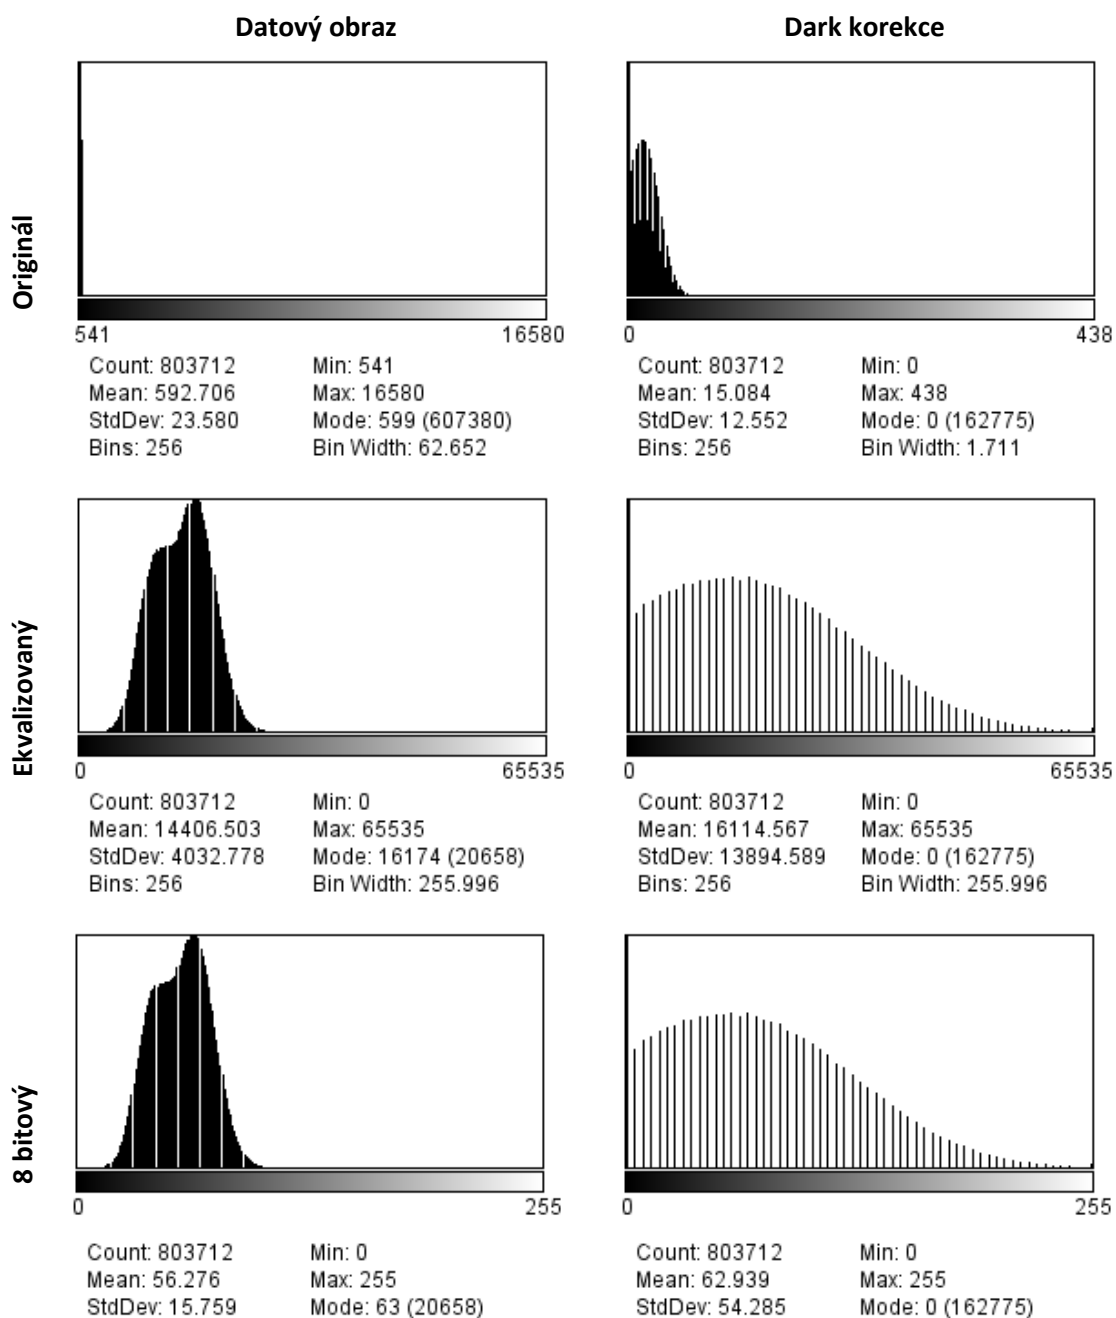 Datový obraz
Dark korekce
Originál
541 16580
Count: 803712 Min: 541
Mean: 592.706 Max: 16580
StdDev: 23.580 Mode: 599 (607380)
Bins: 256 Bin Width: 62.652
0 438
Count: 803712 Min: 0
Mean: 15.084 Max: 438
StdDev: 12.552 Mode: 0 (162775)
Bins: 256 Bin Width: 1.711
Ekvalizovaný
0 65535
Count: 803712 Min: 0
Mean: 14406.503 Max: 65535
StdDev: 4032.778 Mode: 16174 (20658)
Bins: 256 Bin Width: 255.996
0 65535
Count: 803712 Min: 0
Mean: 16114.567 Max: 65535
StdDev: 13894.589 Mode: 0 (162775)
Bins: 256 Bin Width: 255.996
8 bitový
0 255
Count: 803712 Min: 0
Mean: 56.276 Max: 255
StdDev: 15.759 Mode: 63 (20658)
0 255
Count: 803712 Min: 0
Mean: 62.939 Max: 255
StdDev: 54.285 Mode: 0 (162775)